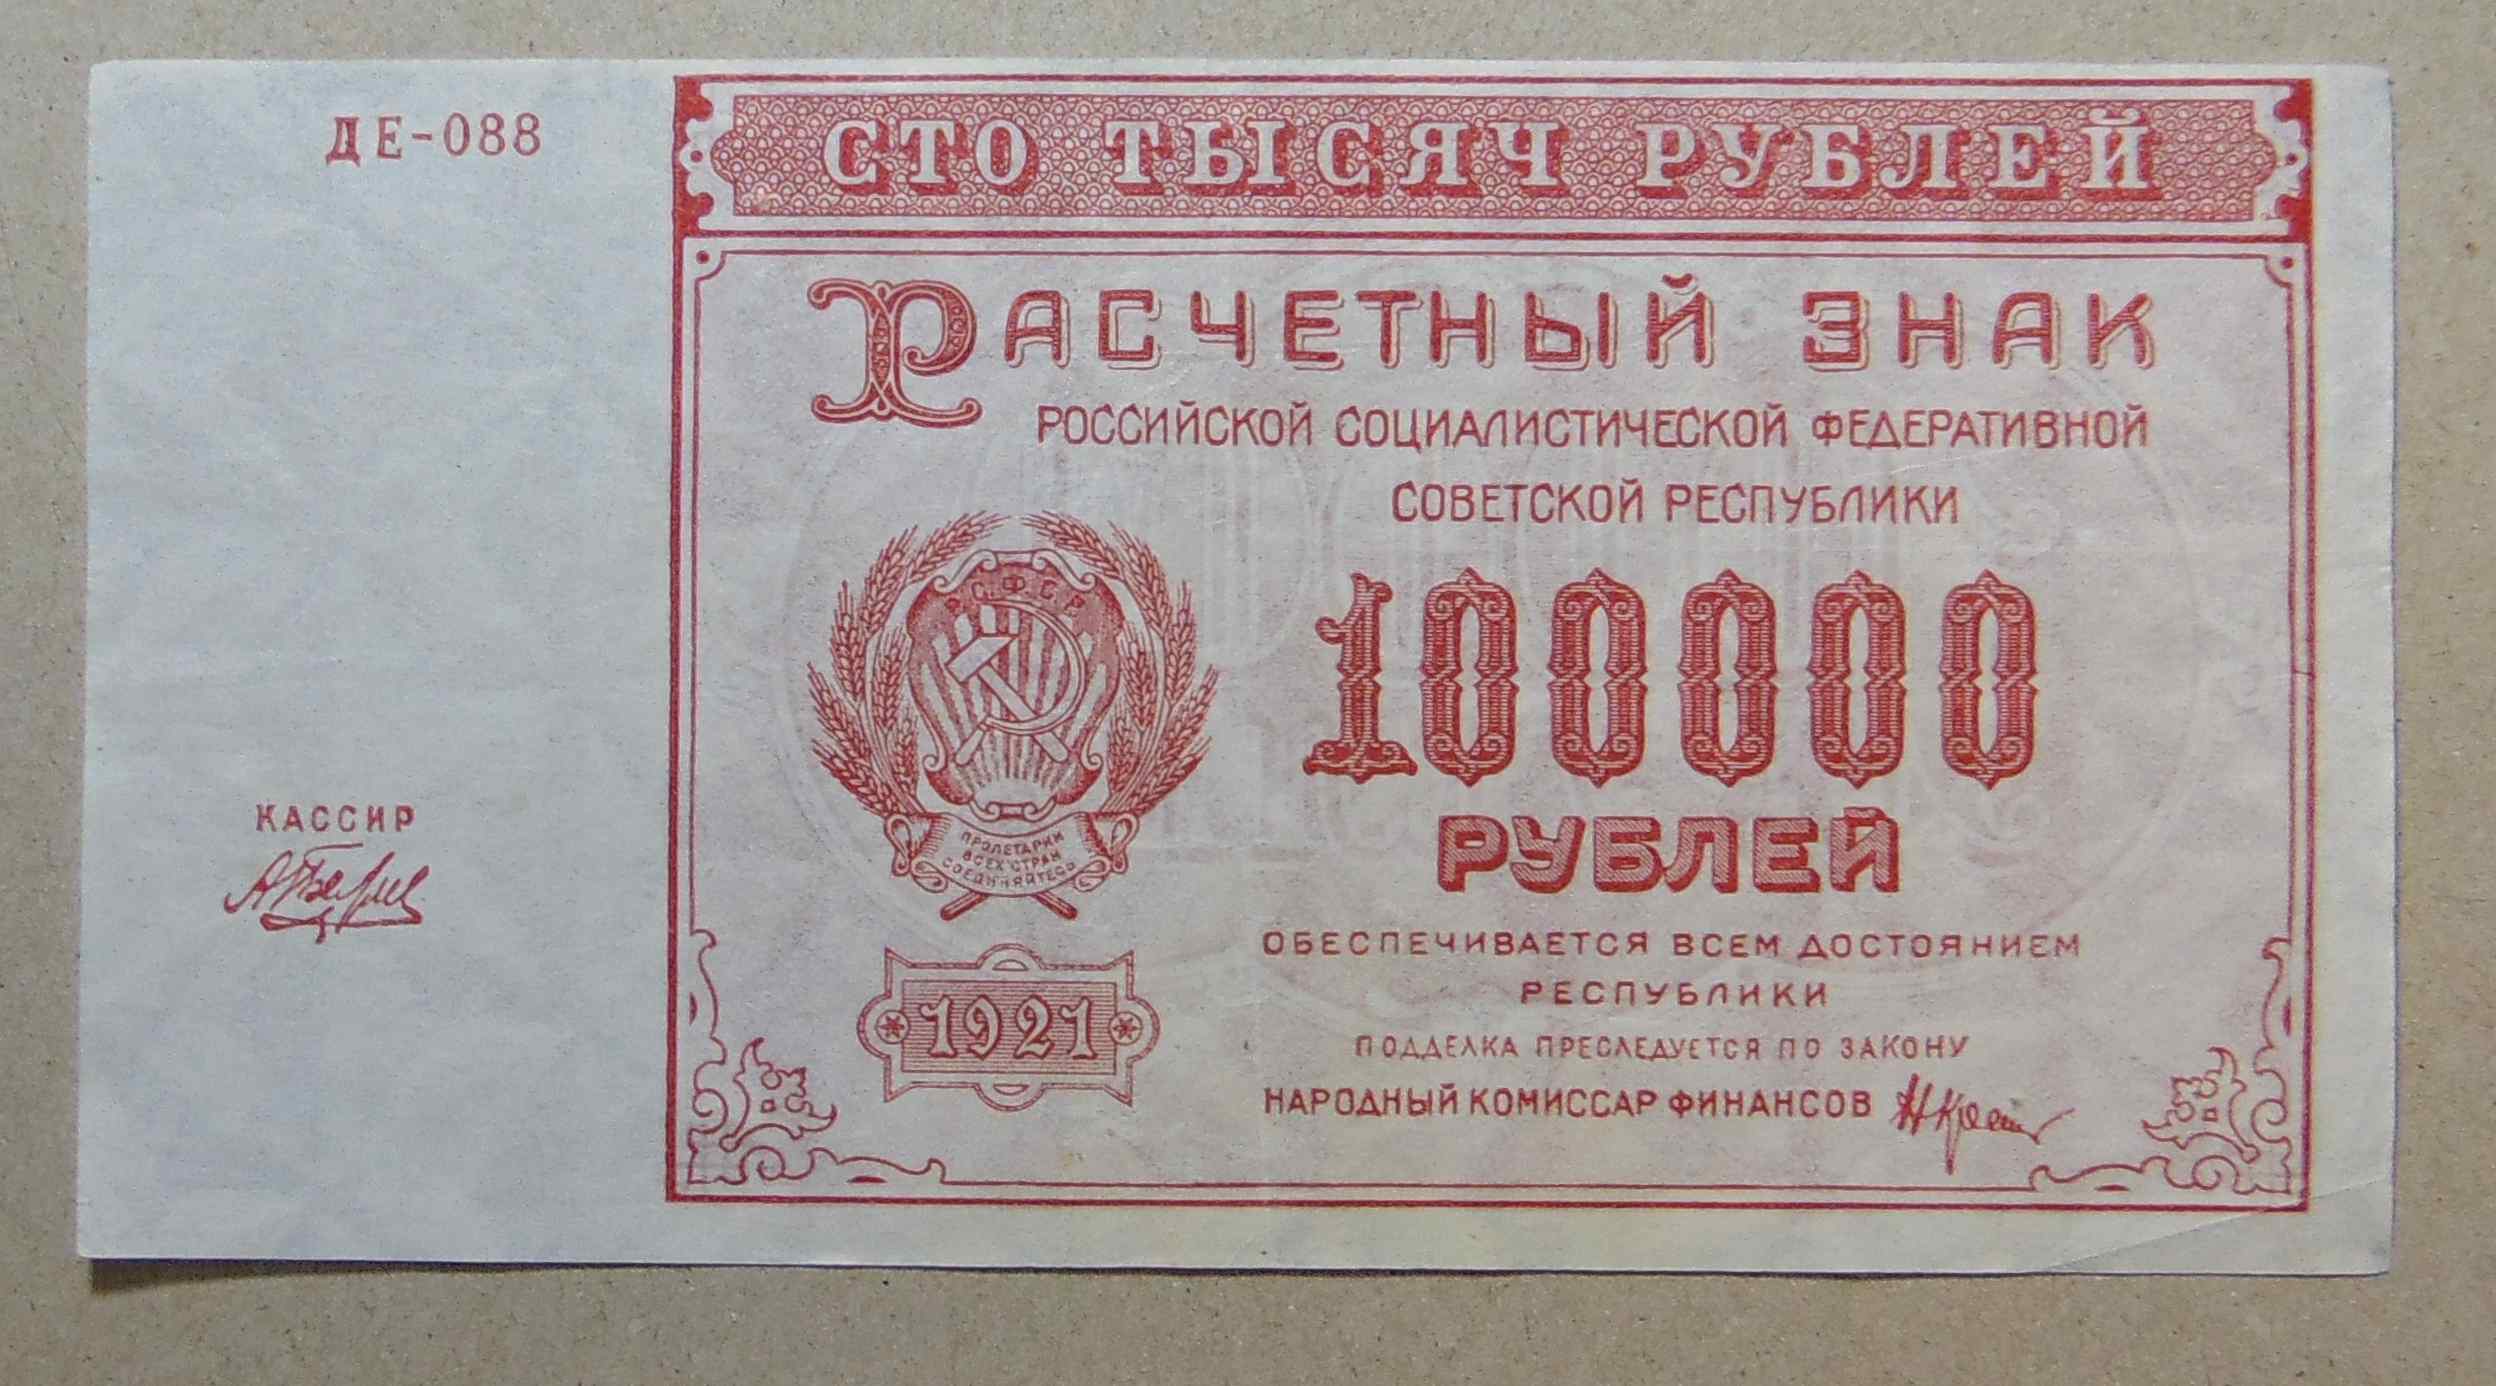 ДЕ-088
СТО ТЫСЯЧ РУБЛЕЙ
РАСЧЕТНЫЙ ЗНАК
РОССИЙСКОЙ СОЦИАЛИСТИЧЕСКОЙ ФЕДЕРАТИВНОЙ
СОВЕТСКОЙ РЕСПУБЛИКИ
Р.С.Ф.С.Р.
100000
РУБЛЕЙ
ПРОЛЕТАРИИ
ВСЕХ СТРАН
СОЕДИНЯЙТЕСЬ
КАССИР
1921
ОБЕСПЕЧИВАЕТСЯ ВСЕМ ДОСТОЯНИЕМ
РЕСПУБЛИКИ
ПОДДЕЛКА ПРЕСЛЕДУЕТСЯ ПО ЗАКОНУ
НАРОДНЫЙ КОМИССАР ФИНАНСОВ